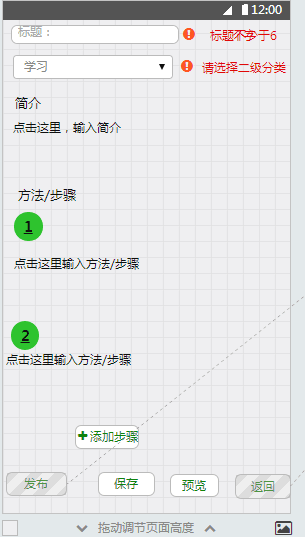 12:00
标题：
标题不少于6
学习
请选择二级分类
简介
点击这里，输入简介
方法/步骤
1
点击这里输入方法/步骤
2
点击这里输入方法/步骤
添加步骤
发布 保存 预览 返回
拖动调节页面高度